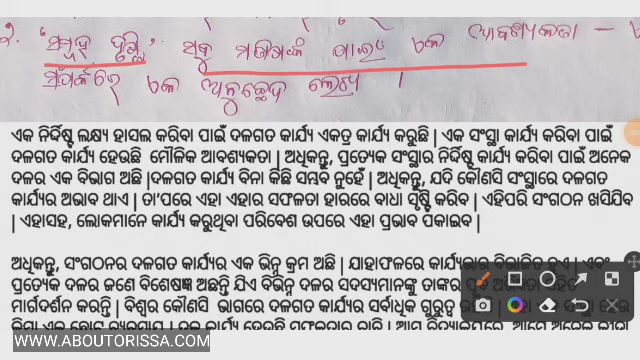 ୨. "ସମୂହ ଦୃଷ୍ଟି" ସବୁ ମଣିଷଙ୍କ ପାଇଁ ଏକ ଆବଶ୍ୟକତା –
ସଂପର୍କରେ ଏକ ଅନୁଚ୍ଛେଦ ଲେଖ ।
ଏକ ନିର୍ଦ୍ଦିଷ୍ଟ ଲକ୍ଷ୍ୟ ହାସଲ କରିବା ପାଇଁ ଦଳଗତ କାର୍ଯ୍ୟ ଏକତ୍ର କାର୍ଯ୍ୟ କରୁଛି | ଏକ ସଂସ୍ଥା କାର୍ଯ୍ୟ କରିବା ପାଇଁ
ଦଳଗତ କାର୍ଯ୍ୟ ହେଉଛି ମୌଳିକ ଆବଶ୍ୟକତା | ଅଧିକନ୍ତୁ, ପ୍ରତ୍ୟେକ ସଂସ୍ଥାର ନିର୍ଦ୍ଦିଷ୍ଟ କାର୍ଯ୍ୟ କରିବା ପାଇଁ ଅନେକ
ଦଳର ଏକ ବିଭାଗ ଅଛି |ଦଳଗତ କାର୍ଯ୍ୟ ବିନା କିଛି ସମ୍ଭବ ନୁହେଁ | ଅଧିକନ୍ତୁ, ଯଦି କୌଣସି ସଂସ୍ଥାରେ ଦଳଗତ
କାର୍ଯ୍ୟର ଅଭାବ ଥାଏ | ତା'ପରେ ଏହା ଏହାର ସଫଳତା ହାରରେ ବାଧା ସୃଷ୍ଟି କରିବ | ଏହିପରି ସଂଗଠନ ଖସିଯିବ
| ଏହାସହ, ଲୋକମାନେ କାର୍ଯ୍ୟ କରୁଥିବା ପରିବେଶ ଉପରେ ଏହା ପ୍ରଭାବ ପକାଇବ |
ଅଧିକନ୍ତୁ, ସଂଗଠନର ଦଳଗତ କାର୍ଯ୍ୟର ଏକ ଭିନ୍ନ କ୍ରମ ଅଛି | ଯାହାଫଳରେ କାର୍ଯ୍ୟଭାର ବିଭାଜିତ ହୁଏ | ଏବଂ
ପ୍ରତ୍ୟେକ ଦଳର ଜଣେ ବିଶେଷଜ୍ଞ ଅଛନ୍ତି ଯିଏ ବିଭିନ୍ନ ଦଳର ସଦସ୍ୟମାନଙ୍କୁ ତାଙ୍କର
ମାର୍ଗଦର୍ଶନ କରନ୍ତି | ବିଶ୍ୱର କୌଣସି ଭାଗରେ ଦଳଗତ କାର୍ଯ୍ୟର ସର୍ବାଧିକ ଗୁରୁତ୍ୱ
WWW.ABOUTORISSA.COM